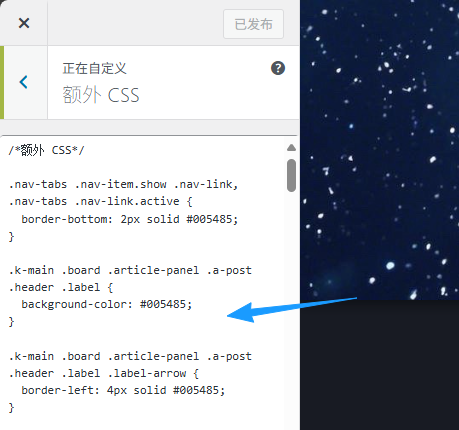 已发布
正在自定义
额外 CSS
/*额外 CSS*/
.nav-tabs .nav-item.show .nav-link,
.nav-tabs .nav-link.active {
  border-bottom: 2px solid #005485;
}
.k-main .board .article-panel .a-post
.header .label {
  background-color: #005485;
}
.k-main .board .article-panel .a-post
.header .label .label-arrow {
  border-left: 4px solid #005485;
}